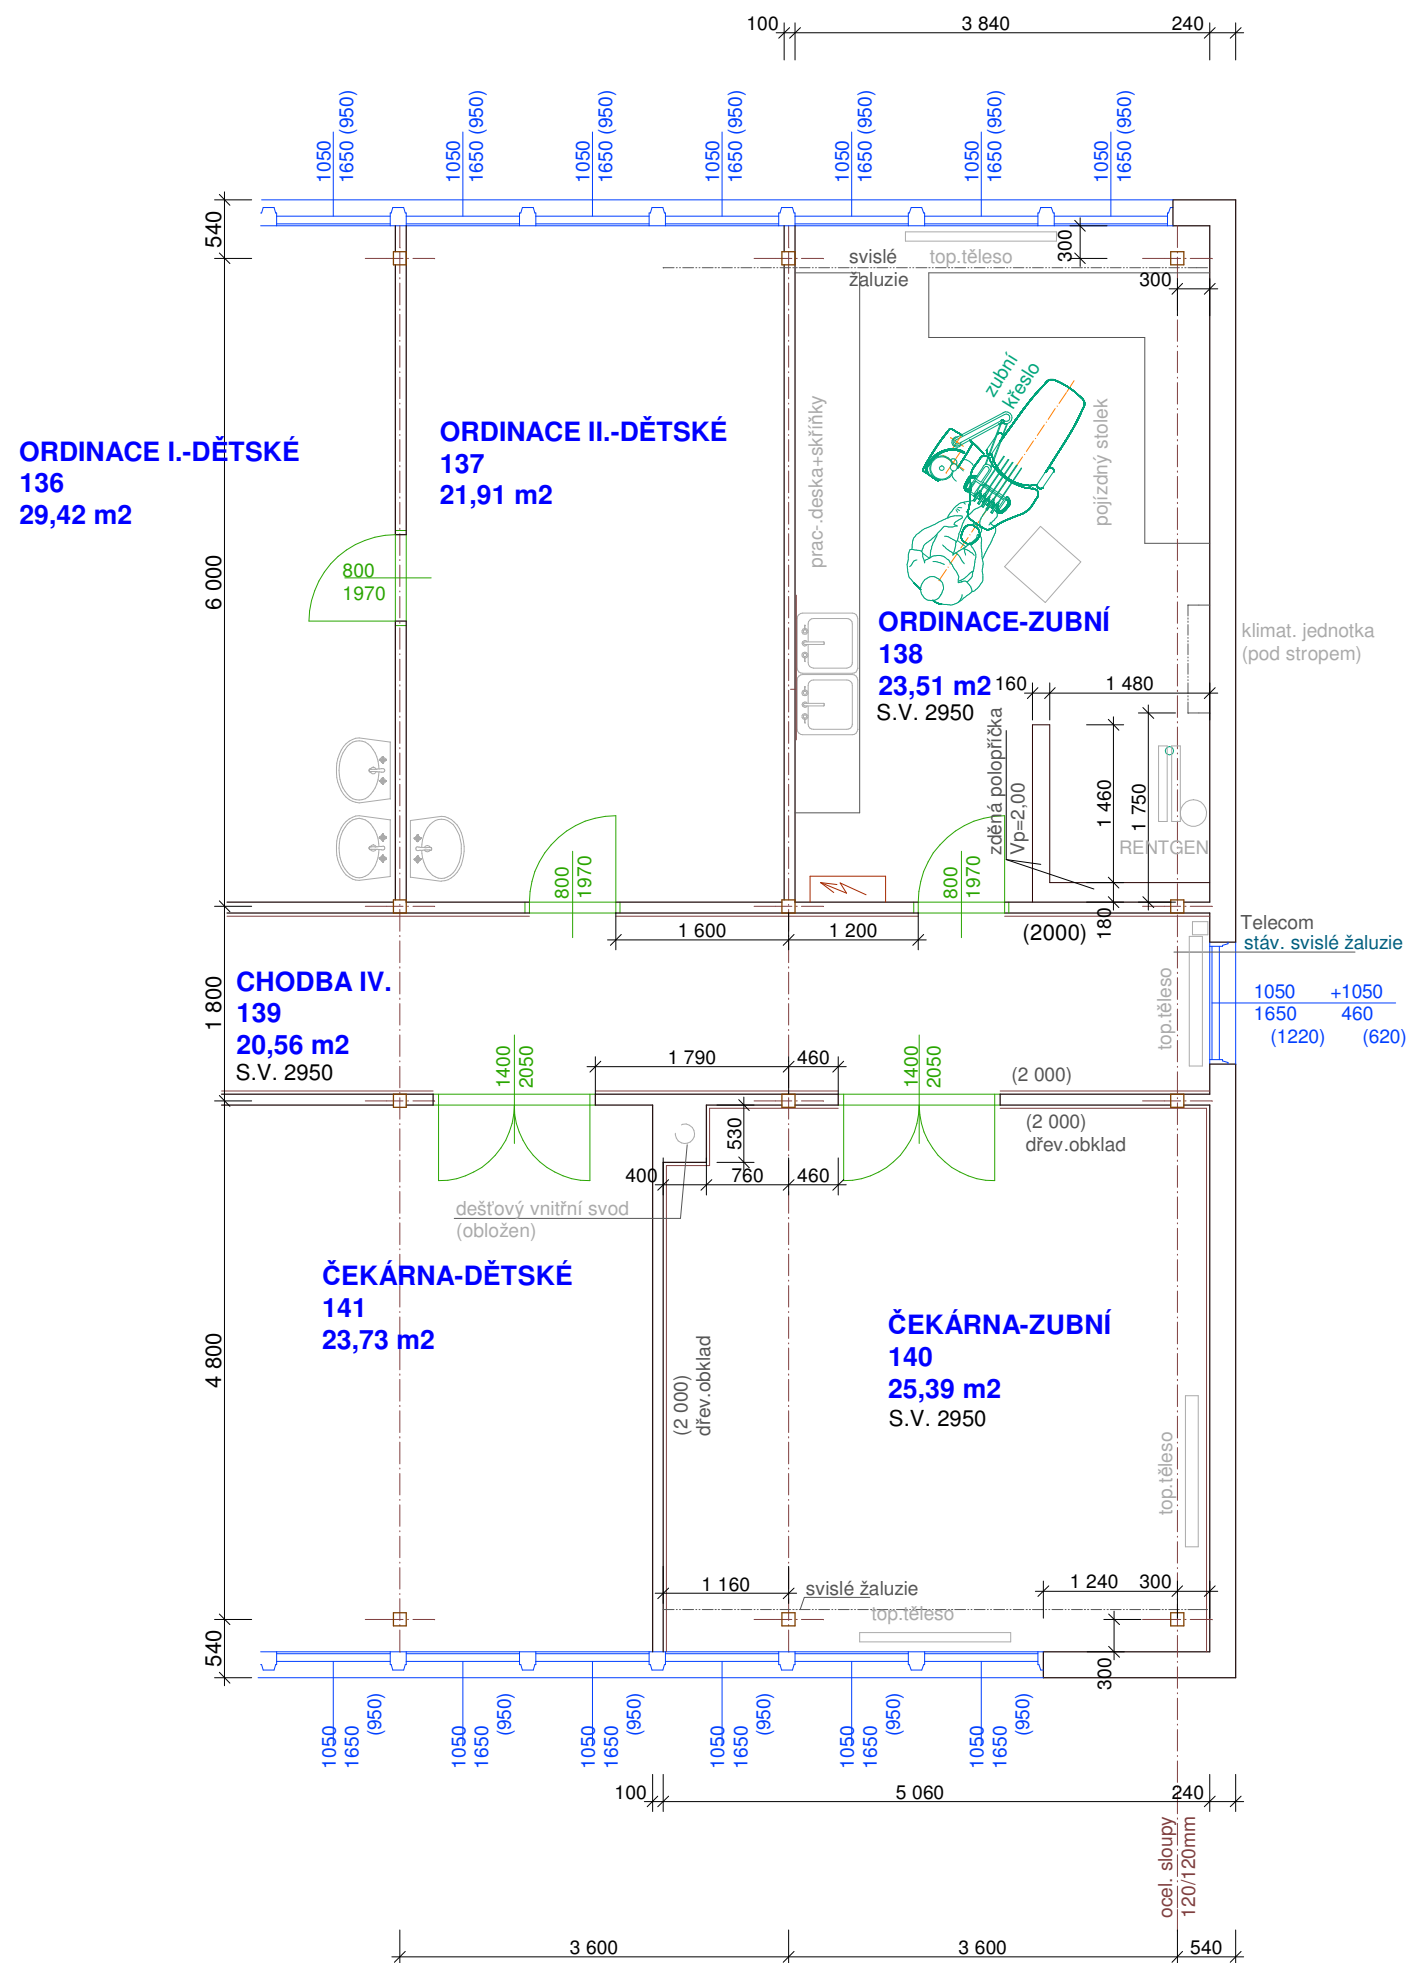 100
3 840
240
1050
1650 (950)
1050
1650 (950)
1050
1650 (950)
1050
1650 (950)
1050
1650 (950)
1050
1650 (950)
1050
1650 (950)
540
svislé
žaluzie
top.těleso
300
300
zubní
křeslo
ORDINACE I.-DĚTSKÉ
136
29,42 m2
ORDINACE II.-DĚTSKÉ
137
21,91 m2
prac-.deska+skříňky
pojízdný stolek
6 000
800
1970
ORDINACE-ZUBNÍ
138
23,51 m2
S.V. 2950
klimat. jednotka
(pod stropem)
160
1 480
zděná polopříčka
Vp=2,00
1 460
1 750
RENTGEN
800
1970
800
1970
1 600
1 200
(2000)
180
Telecom
stáv. svislé žaluzie
1 800
CHODBA IV.
139
20,56 m2
S.V. 2950
top.těleso
1050
+1050
1650
460
(1220)
(620)
1400
2050
1 790
460
1400
2050
(2 000)
(2 000)
dřev.obklad
530
400
760
460
dešťový vnitřní svod
(obložen)
ČEKÁRNA-DĚTSKÉ
141
23,73 m2
4 800
(2 000)
dřev.obklad
ČEKÁRNA-ZUBNÍ
140
25,39 m2
S.V. 2950
top.těleso
1 160
svislé žaluzie
top.těleso
1 240
300
540
300
1050
1650 (950)
1050
1650 (950)
1050
1650 (950)
1050
1650 (950)
1050
1650 (950)
1050
1650 (950)
100
5 060
240
ocel. sloupy
120/120mm
3 600
3 600
540